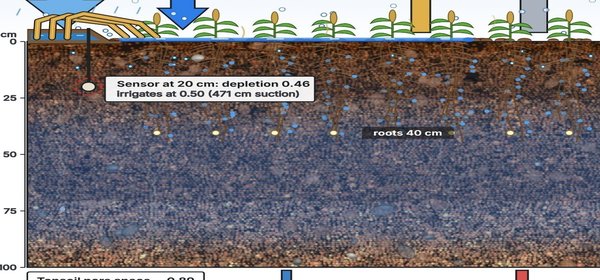 cm
0
Sensor at 20 cm: depletion 0.46
irrigates at 0.50 (471 cm suction)
25
roots 40 cm
50
75
100